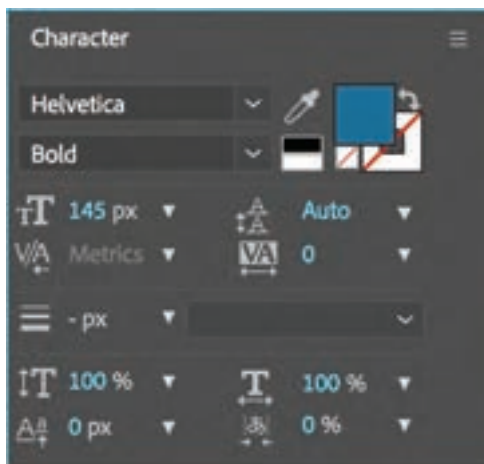 Character
Helvetica
Bold
145 px Auto
Metrics 0
- px
100 % 100 %
0 px 0 %